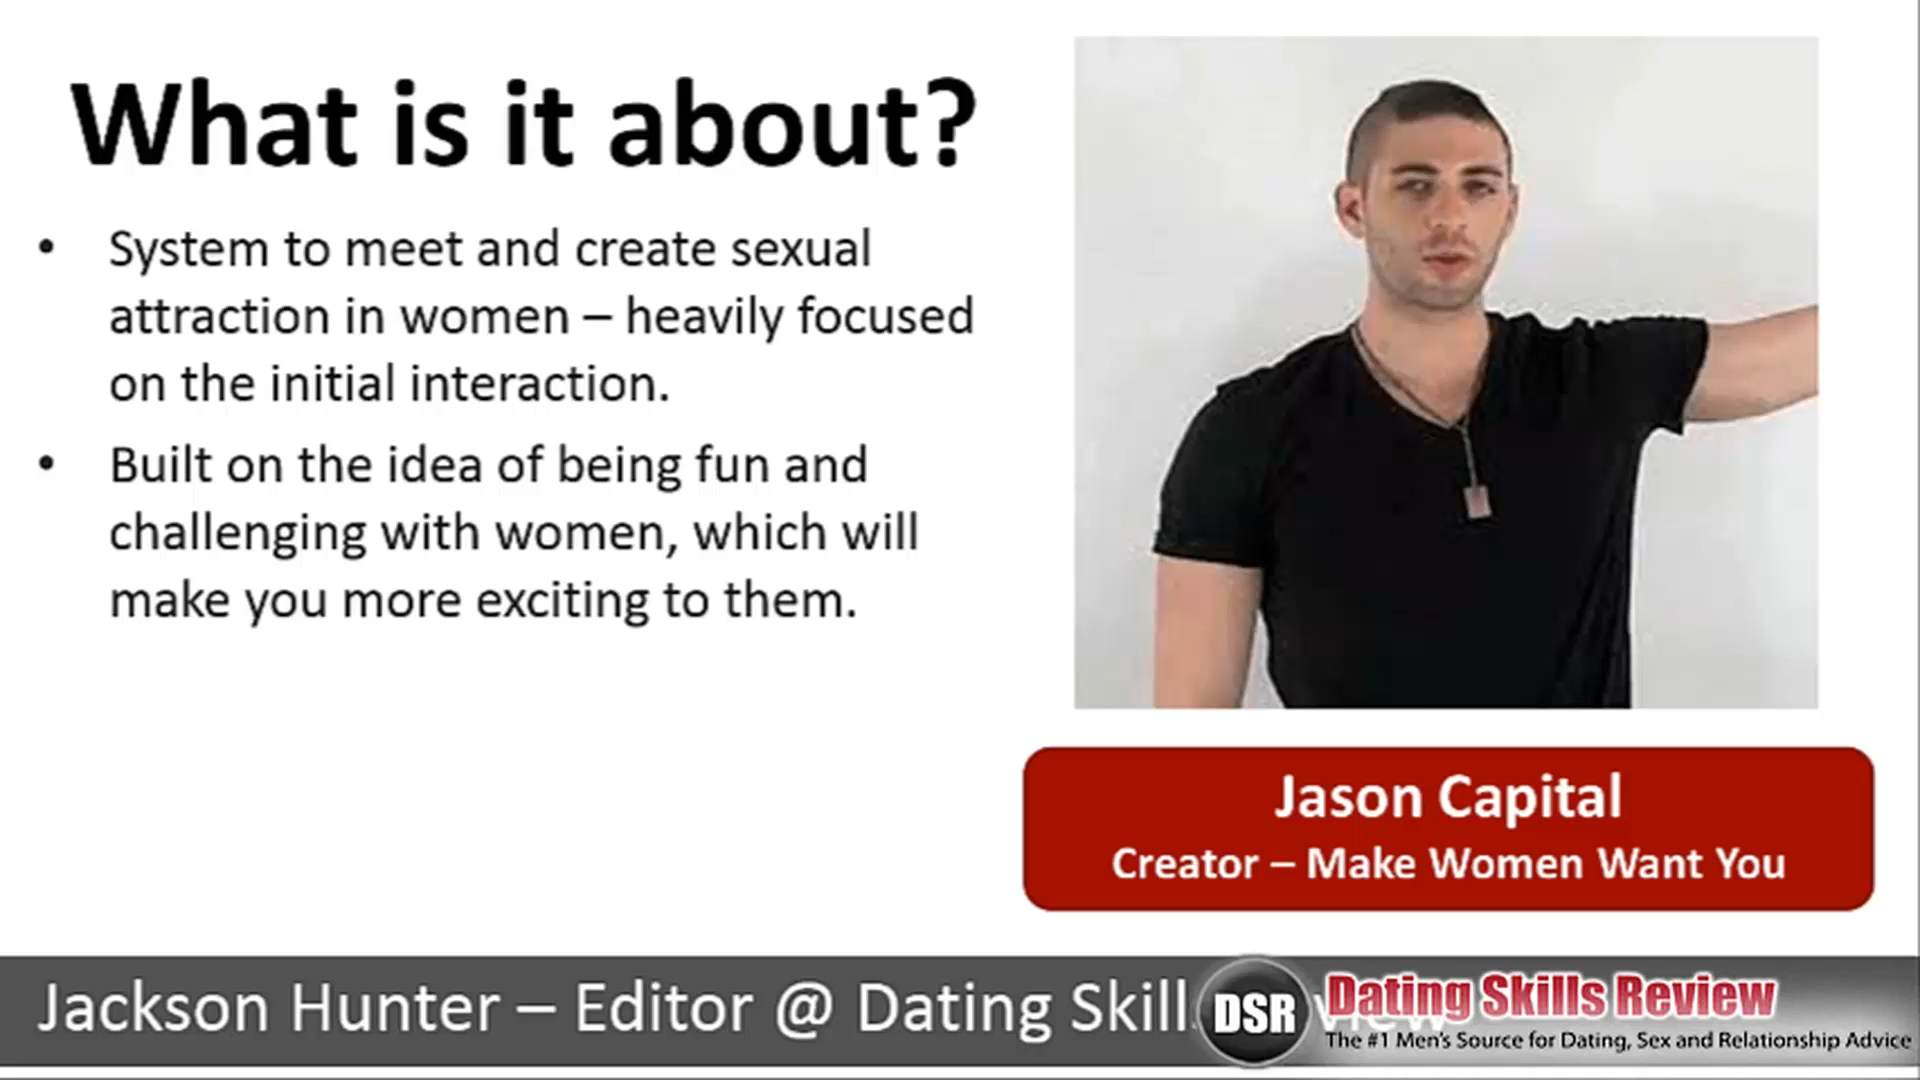 What is it about?
• System to meet and create sexual
attraction in women – heavily focused
on the initial interaction.
• Built on the idea of being fun and
challenging with women, which will
make you more exciting to them.
Jason Capital
Creator – Make Women Want You
Jackson Hunter – Editor @ Dating Skill
DSR
Dating Skills Review
The #1 Men's Source for Dating, Sex and Relationship Advice